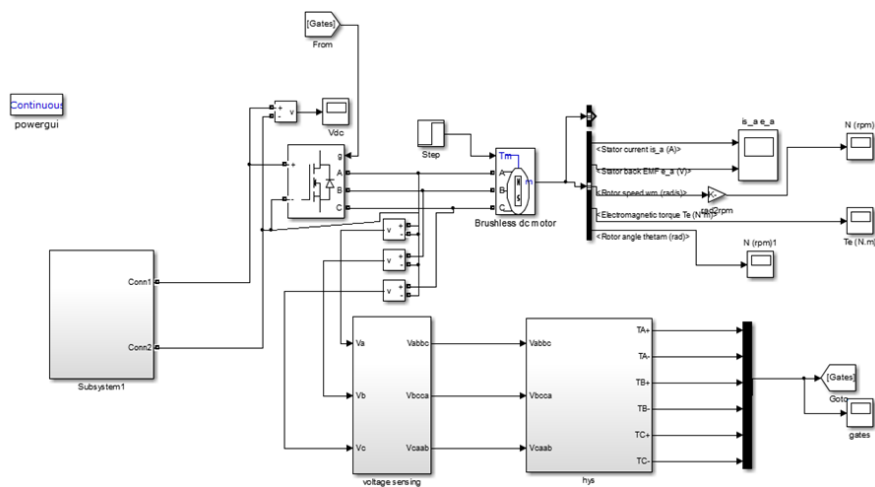 [Gates]
From
Continuous
powergui
+
-
v
Vdc
Step
is_a e_a
N (rpm)
g
+
-
A
B
C
Tm
m
A
B
C
N
S
Brushless dc motor
<Stator current is_a (A)>
<Stator back EMF e_a (V)>
<Rotor speed wm (rad/s)>
rad2rpm
<Electromagnetic torque Te (N*m)>
<Rotor angle thetam (rad)>
Te (N.m)
N (rpm)1
v
+
-
v
+
-
v
+
-
Conn1
Conn2
Subsystem1
Va
Vb
Vc
Vabbc
Vbcca
Vcaab
voltage sensing
Vabbc
Vbcca
Vcaab
TA+
TA-
TB+
TB-
TC+
TC-
hys
[Gates]
Goto
gates